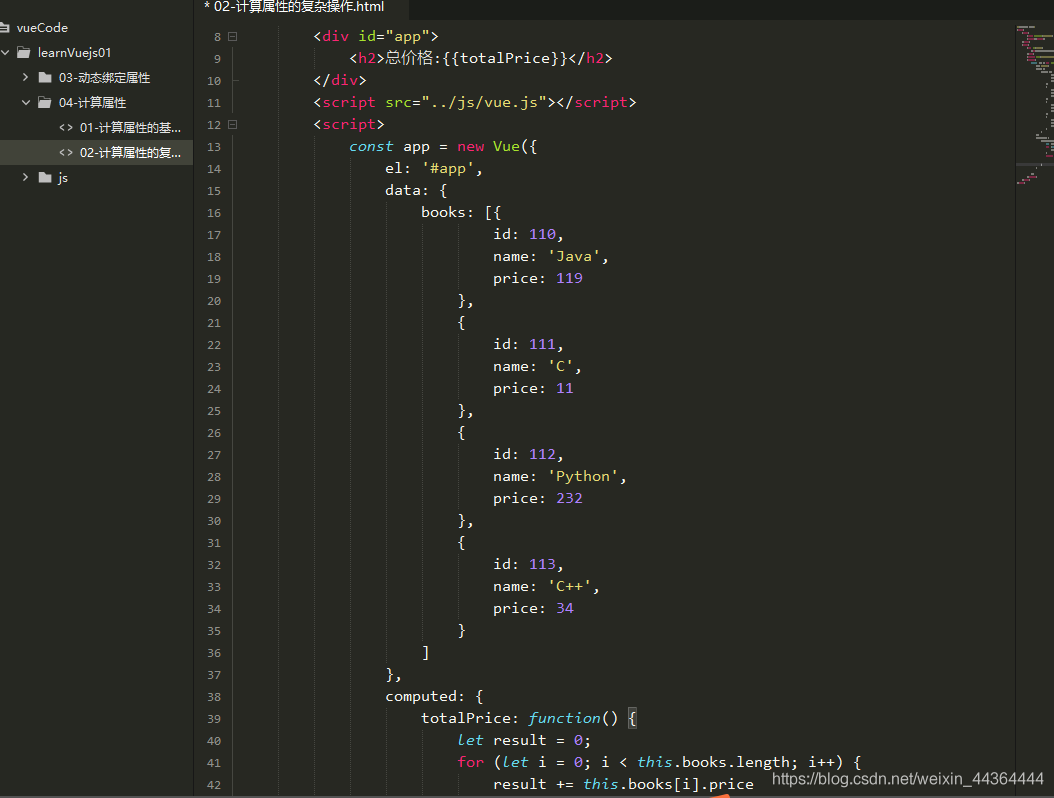 * 02-计算属性的复杂操作.html
vueCode
learnVuejs01
03-动态绑定属性
04-计算属性
<> 01-计算属性的基...
<> 02-计算属性的复...
js
8 <div id="app">
9 <h2>总价格:{{totalPrice}}</h2>
10 </div>
11 <script src="../js/vue.js"></script>
12 <script>
13 const app = new Vue({
14 el: '#app',
15 data: {
16 books: [{
17 id: 110,
18 name: 'Java',
19 price: 119
20 },
21 {
22 id: 111,
23 name: 'C',
24 price: 11
25 },
26 {
27 id: 112,
28 name: 'Python',
29 price: 232
30 },
31 {
32 id: 113,
33 name: 'C++',
34 price: 34
35 }
36 ]
37 },
38 computed: {
39 totalPrice: function() {
40 let result = 0;
41 for (let i = 0; i < this.books.length; i++) {
42 result += this.books[i].price
https://blog.csdn.net/weixin_44364444